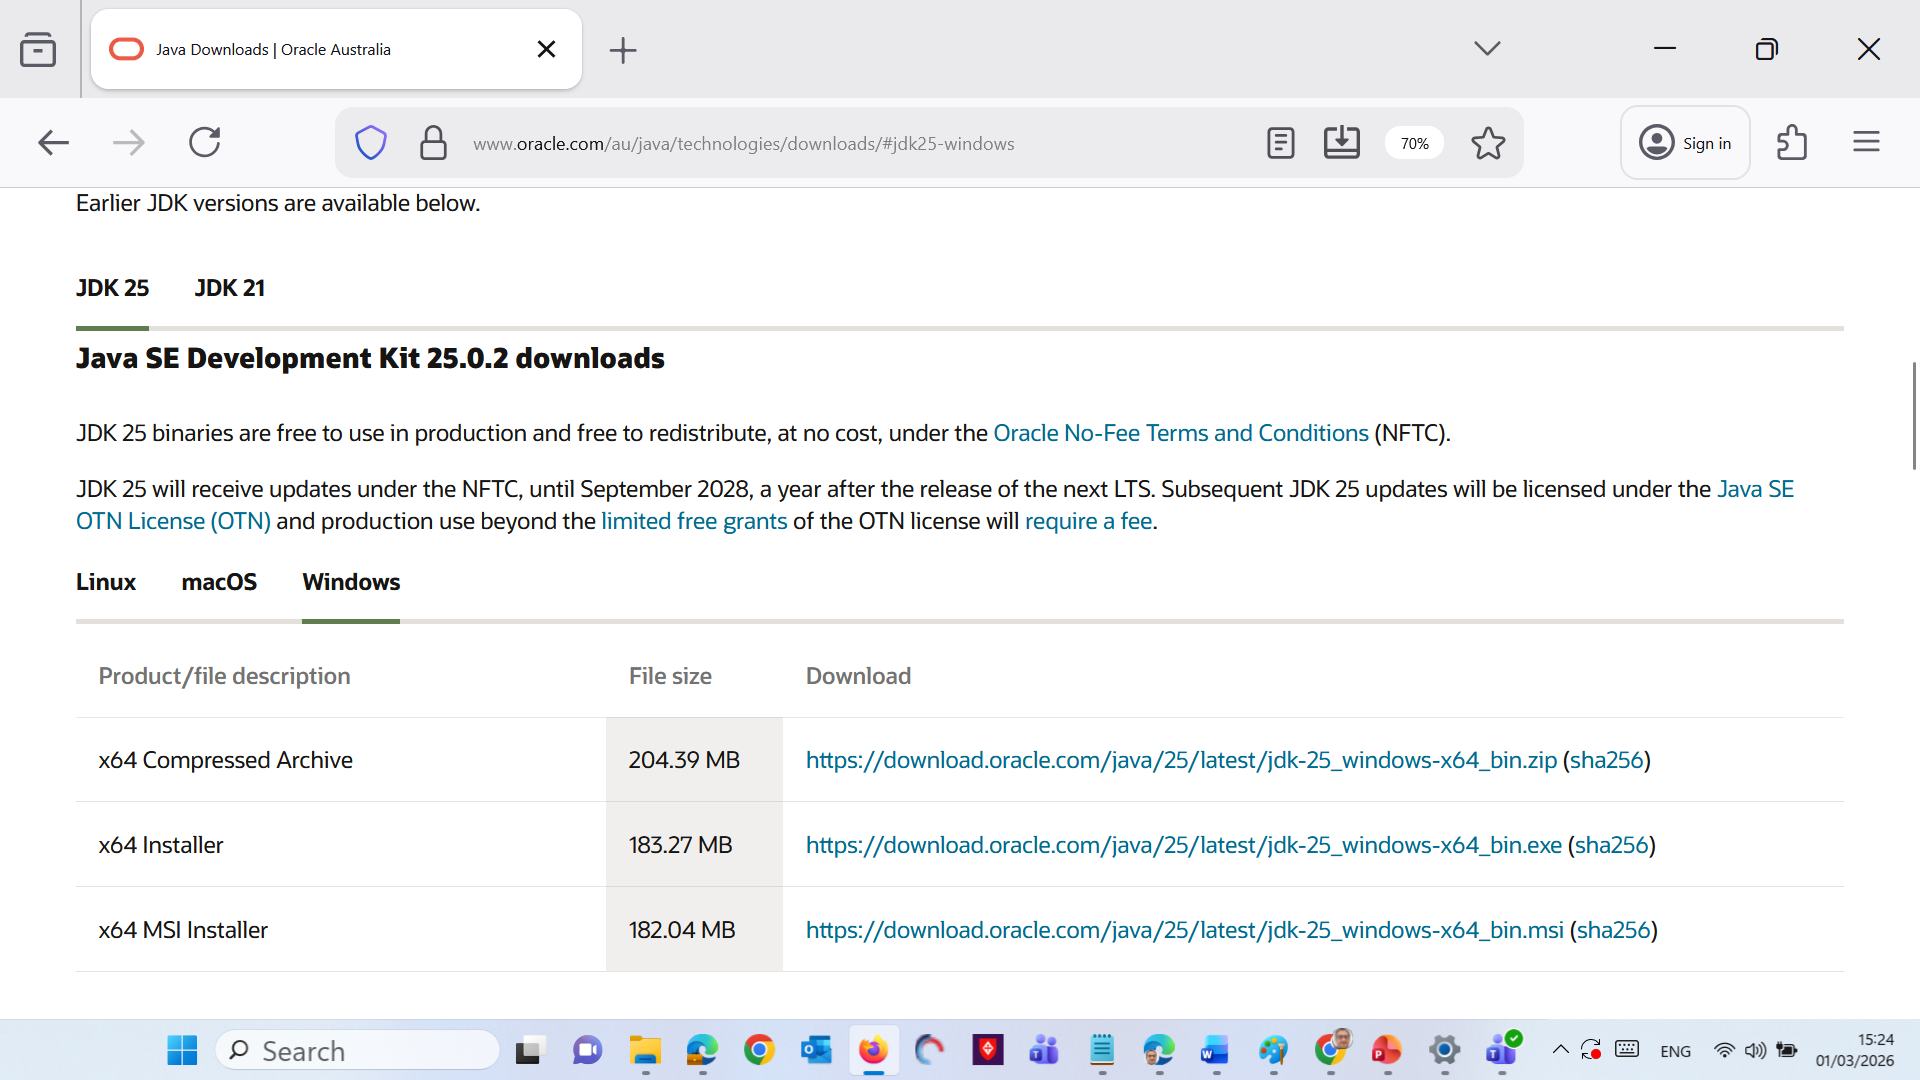 Java Downloads | Oracle Australia
www.oracle.com/au/java/technologies/downloads/#jdk25-windows
70%
Sign in
Earlier JDK versions are available below.
JDK 25 JDK 21
Java SE Development Kit 25.0.2 downloads
JDK 25 binaries are free to use in production and free to redistribute, at no cost, under the Oracle No-Fee Terms and Conditions (NFTC).
JDK 25 will receive updates under the NFTC, until September 2028, a year after the release of the next LTS. Subsequent JDK 25 updates will be licensed under the Java SE
OTN License (OTN) and production use beyond the limited free grants of the OTN license will require a fee.
Linux macOS Windows
Product/file description File size Download
x64 Compressed Archive 204.39 MB https://download.oracle.com/java/25/latest/jdk-25_windows-x64_bin.zip (sha256)
x64 Installer 183.27 MB https://download.oracle.com/java/25/latest/jdk-25_windows-x64_bin.exe (sha256)
x64 MSI Installer 182.04 MB https://download.oracle.com/java/25/latest/jdk-25_windows-x64_bin.msi (sha256)
Search
ENG
15:24
01/03/2026